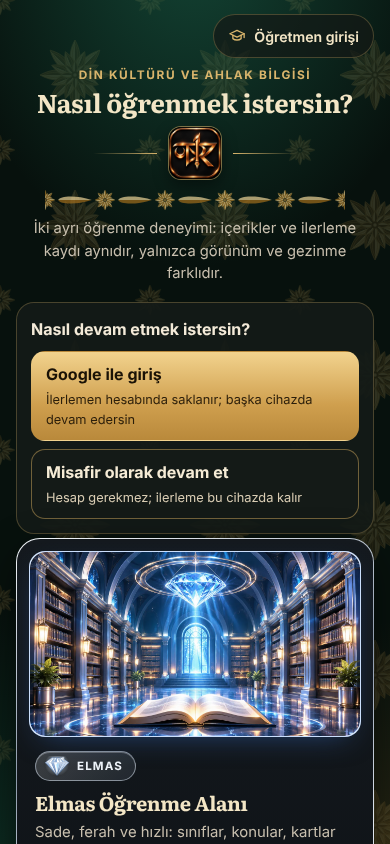 Öğretmen girişi
DİN KÜLTÜRÜ VE AHLAK BİLGİSİ
Nasıl öğrenmek istersin?
İki ayrı öğrenme deneyimi: içerikler ve ilerleme
kaydı aynıdır, yalnızca görünüm ve gezinme
farklıdır.
Nasıl devam etmek istersin?
Google ile giriş
İlerlemen hesabında saklanır; başka cihazda
devam edersin
Misafir olarak devam et
Hesap gerekmez; ilerleme bu cihazda kalır
ELMAS
Elmas Öğrenme Alanı
Sade, ferah ve hızlı: sınıflar, konular, kartlar